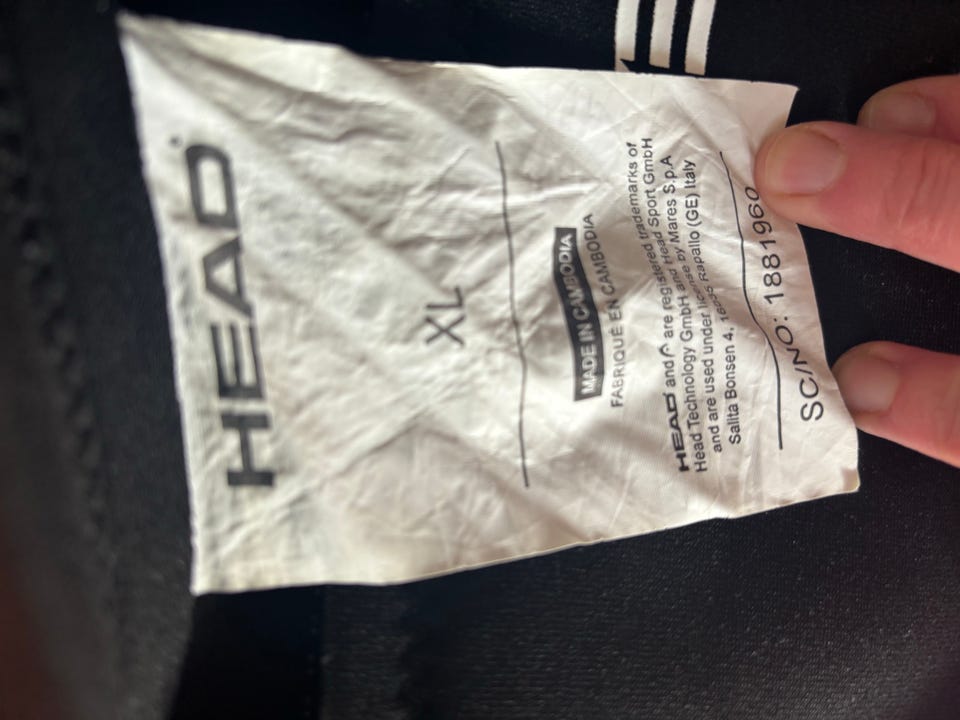 HEAD
XL
MADE IN CAMBODIA
FABRIQUÉ EN CAMBODIA
HEAD and are registered trademarks of
Head Technology GmbH and Head Sport GmbH
and are used under license by Mares S.p.A
Salita Bonsen 4, 16035 Rapallo (GE) Italy
SC/NO: 1881960